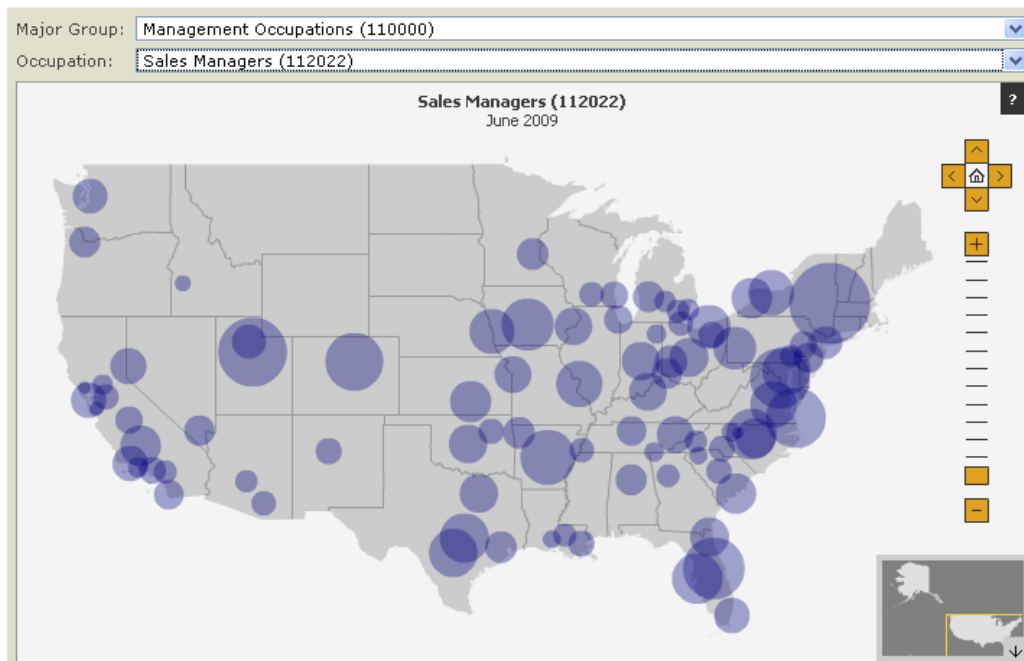 Major Group: Management Occupations (110000)
Occupation: Sales Managers (112022)
Sales Managers (112022)
June 2009
?